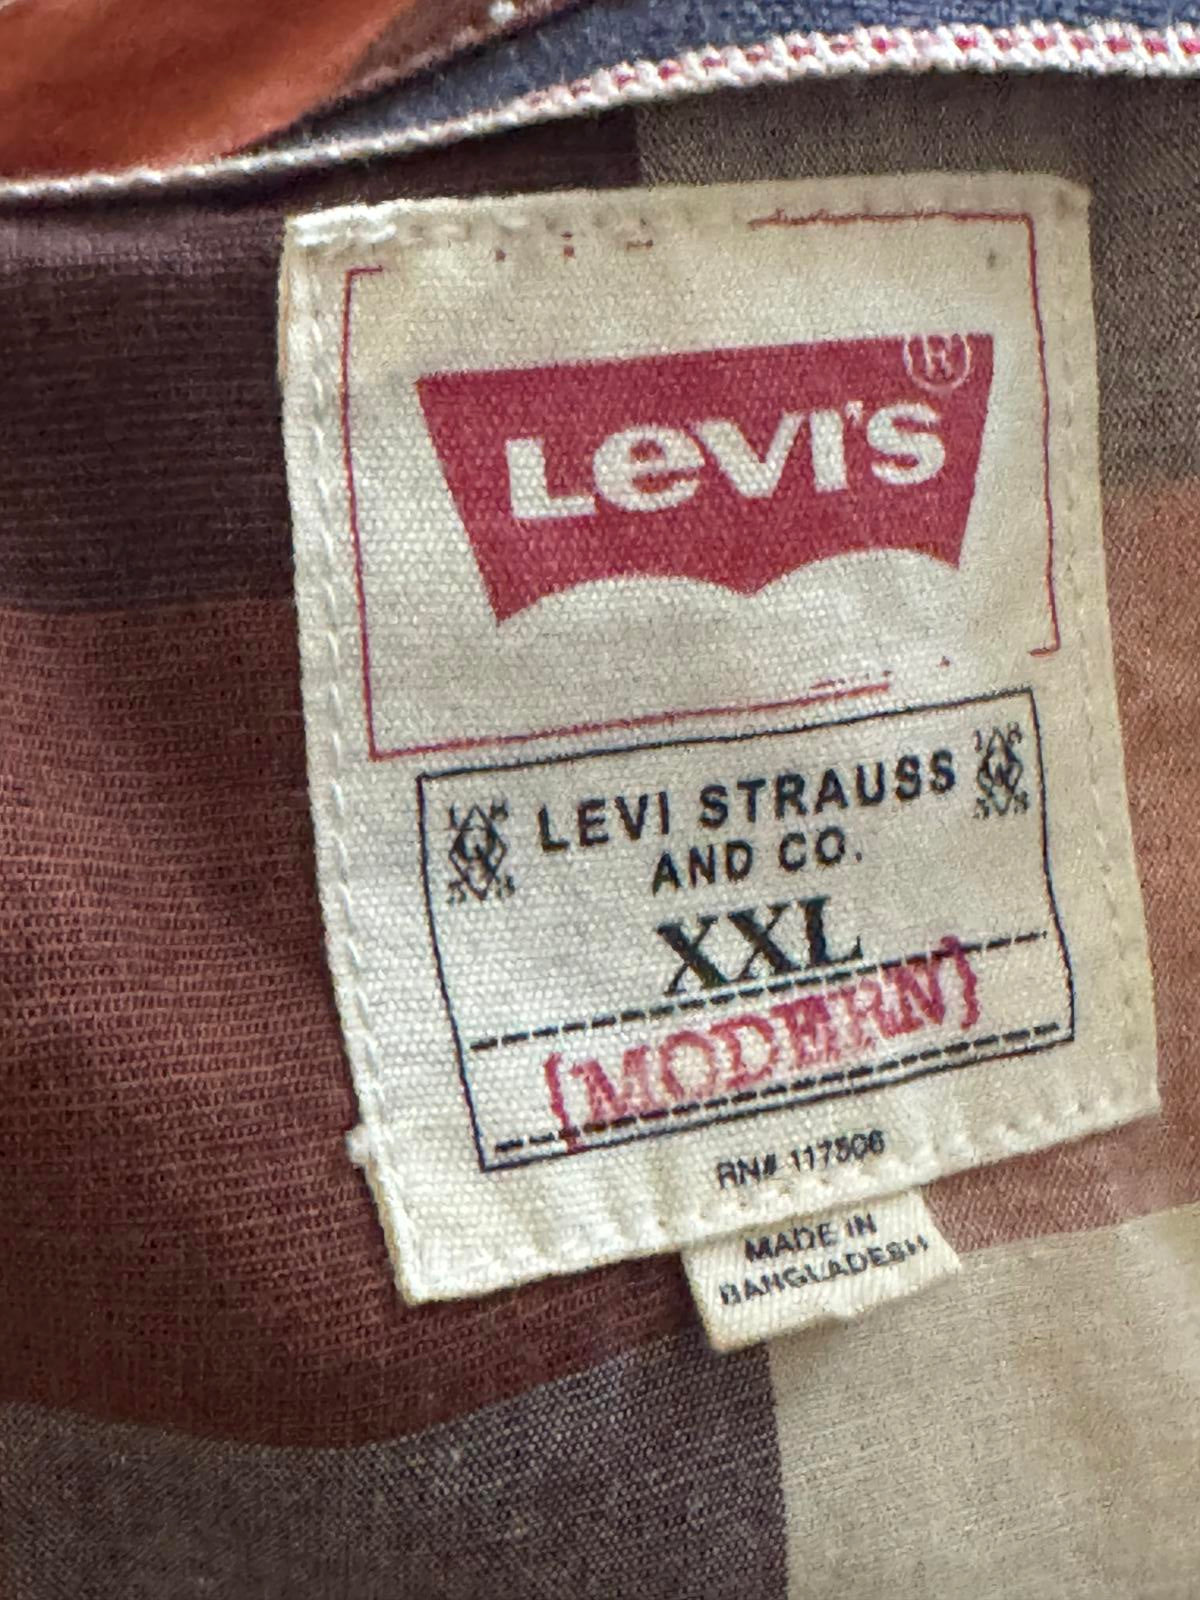 LEVI'S ®
LEVI STRAUSS
AND CO.
XXL
{MODERN}
RN# 117506
MADE IN
BANGLADESH